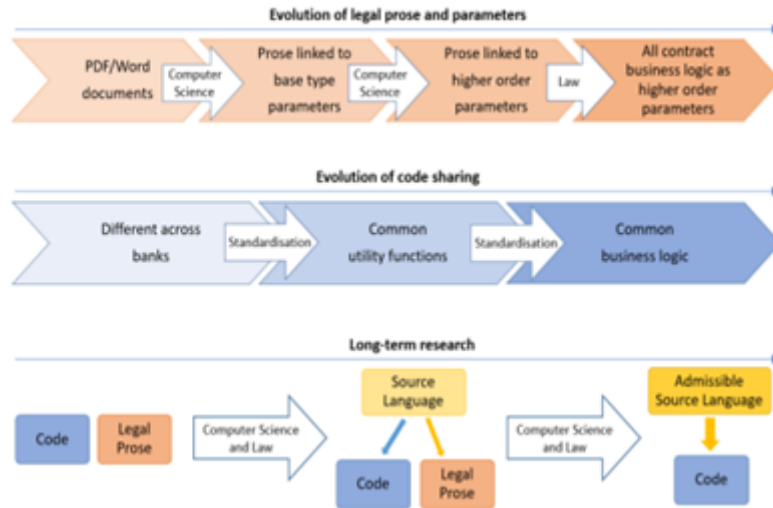 Evolution of legal prose and parameters
PDF/Word
documents
Computer
Science
Prose linked to
base type
parameters
Computer
Science
Prose linked to
higher order
parameters
Law
All contract
business logic as
higher order
parameters
Evolution of code sharing
Different across
banks
Standardisation
Common
utility functions
Standardisation
Common
business logic
Long-term research
Code
Legal
Prose
Computer Science
and Law
Source
Language
Code
Legal
Prose
Computer Science
and Law
Admissible
Source Language
Code